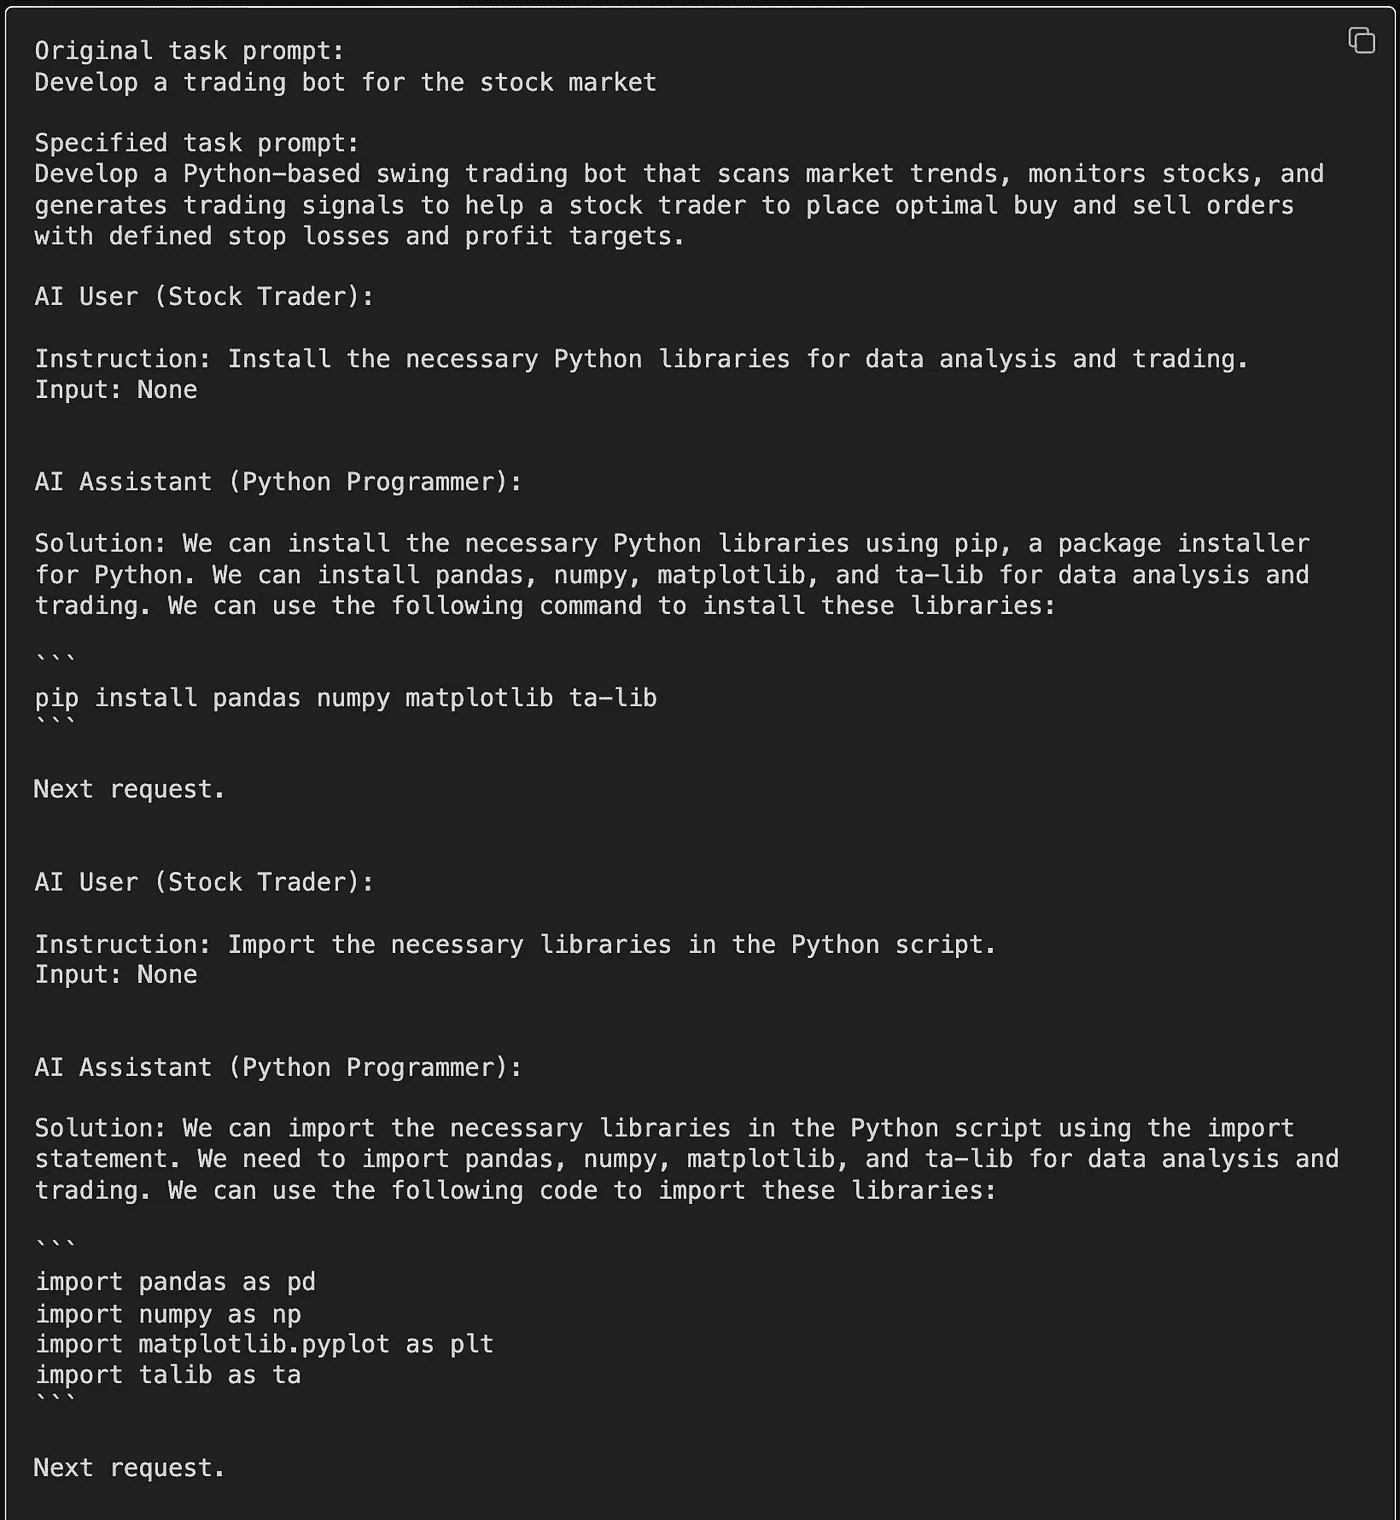 Original task prompt:
Develop a trading bot for the stock market
Specified task prompt:
Develop a Python-based swing trading bot that scans market trends, monitors stocks, and
generates trading signals to help a stock trader to place optimal buy and sell orders
with defined stop losses and profit targets.
AI User (Stock Trader):
Instruction: Install the necessary Python libraries for data analysis and trading.
Input: None
AI Assistant (Python Programmer):
Solution: We can install the necessary Python libraries using pip, a package installer
for Python. We can install pandas, numpy, matplotlib, and ta-lib for data analysis and
trading. We can use the following command to install these libraries:
```
pip install pandas numpy matplotlib ta-lib
```
Next request.
AI User (Stock Trader):
Instruction: Import the necessary libraries in the Python script.
Input: None
AI Assistant (Python Programmer):
Solution: We can import the necessary libraries in the Python script using the import
statement. We need to import pandas, numpy, matplotlib, and ta-lib for data analysis and
trading. We can use the following code to import these libraries:
```
import pandas as pd
import numpy as np
import matplotlib.pyplot as plt
import talib as ta
```
Next request.